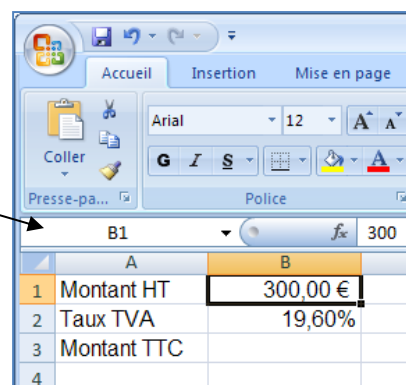 Accueil Insertion Mise en page
Coller
Arial 12 A A
G I S A
Presse-pa... Police
B1 fx 300
A B
1 Montant HT 300,00 €
2 Taux TVA 19,60%
3 Montant TTC
4